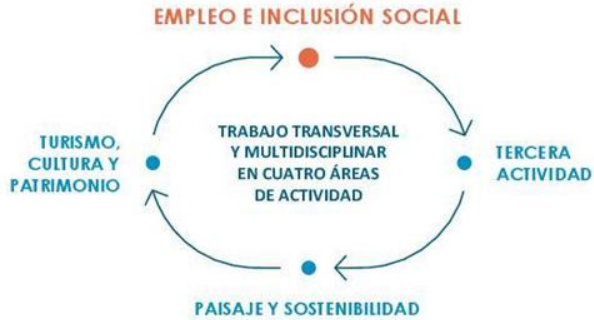 EMPLEO E INCLUSIÓN SOCIAL
TURISMO,
CULTURA Y
PATRIMONIO
TRABAJO TRANSVERSAL
Y MULTIDISCIPLINAR
EN CUATRO ÁREAS
DE ACTIVIDAD
TERCERA
ACTIVIDAD
PAISAJE Y SOSTENIBILIDAD